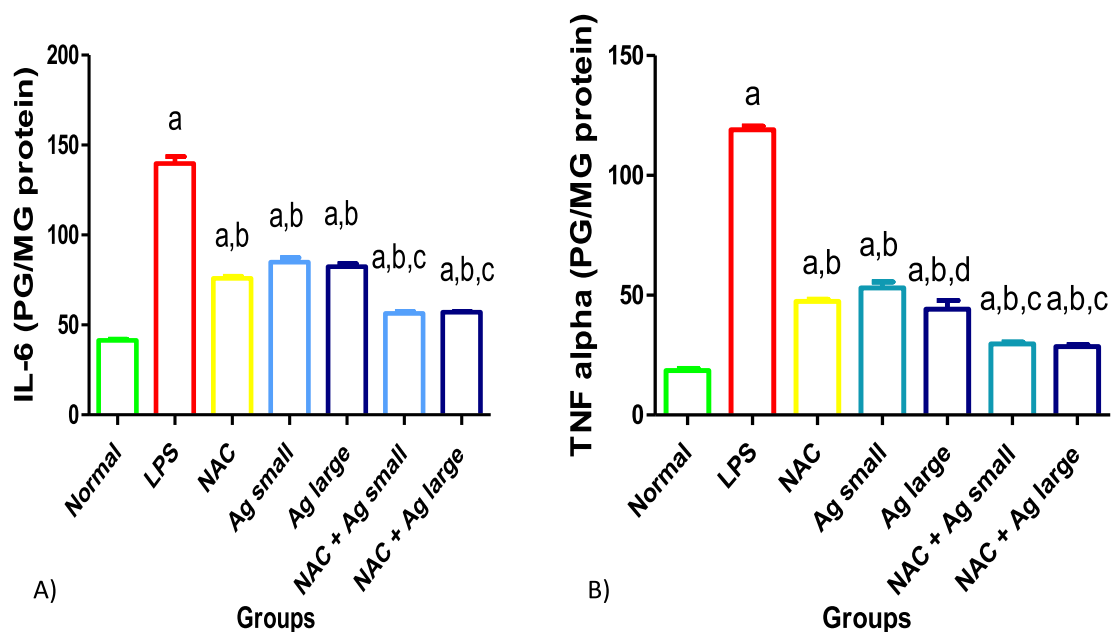 IL-6 (PG/MG protein)
200
150
100
50
0
a
a,b
a,b
a,b
a,b,c
a,b,c
Normal
LPS
NAC
Ag small
Ag large
NAC + Ag small
NAC + Ag large
A)
Groups
TNF alpha (PG/MG protein)
150
100
50
0
a
a,b
a,b
a,b,d
a,b,c
a,b,c
Normal
LPS
NAC
Ag small
Ag large
NAC + Ag small
NAC + Ag large
B)
Groups